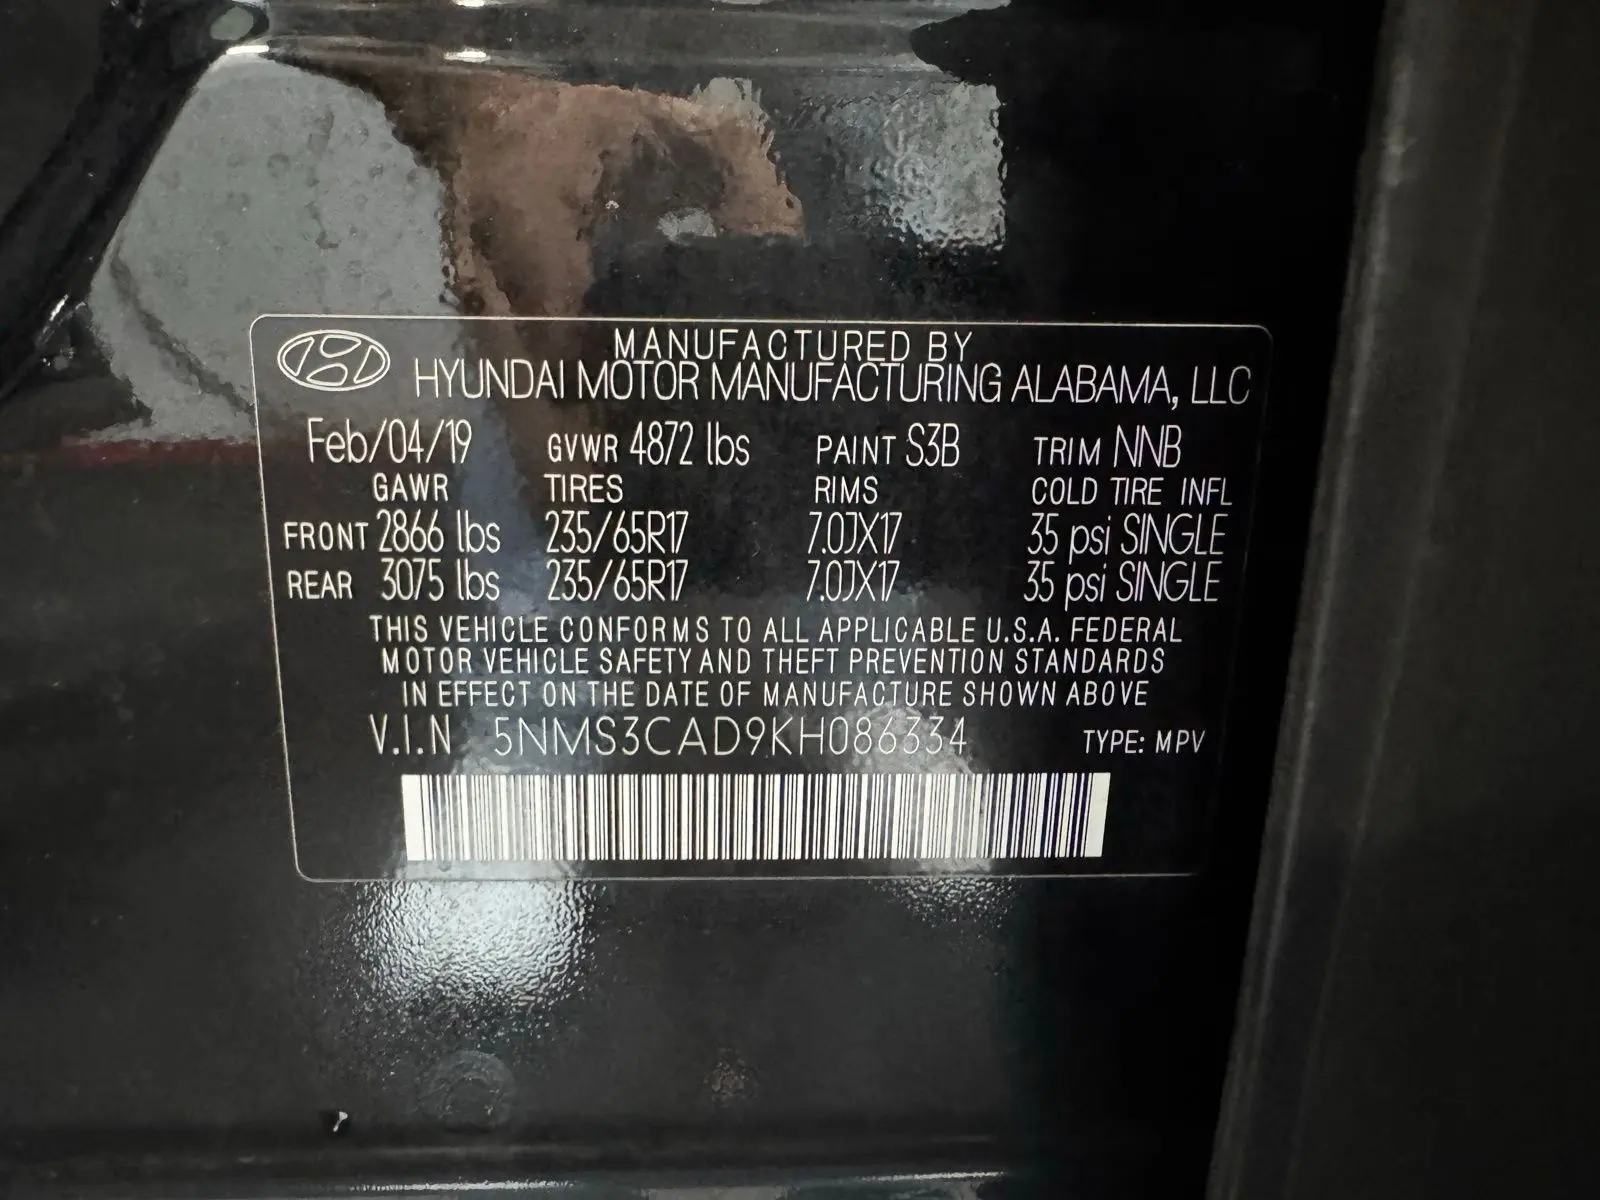 MANUFACTURED BY
HYUNDAI MOTOR MANUFACTURING ALABAMA, LLC
Feb/04/19 GVWR 4872 lbs PAINT S3B TRIM NNB
GAWR TIRES RIMS COLD TIRE INFL
FRONT 2866 lbs 235/65R17 7.0JX17 35 psi SINGLE
REAR 3075 lbs 235/65R17 7.0JX17 35 psi SINGLE
THIS VEHICLE CONFORMS TO ALL APPLICABLE U.S.A. FEDERAL
MOTOR VEHICLE SAFETY AND THEFT PREVENTION STANDARDS
IN EFFECT ON THE DATE OF MANUFACTURE SHOWN ABOVE
V.I.N 5NMS3CAD9KH086334 TYPE: MPV